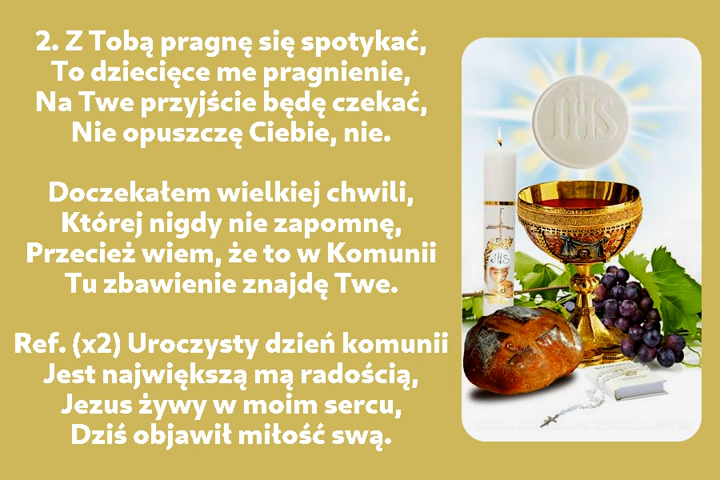 2. Z Tobą pragnę się spotykać,
To dziecięce me pragnienie,
Na Twe przyjście będę czekać,
Nie opuszczę Ciebie, nie.
Doczekałem wielkiej chwili,
Której nigdy nie zapomnę,
Przecież wiem, że to w Komunii
Tu zbawienie znajdę Twe.
Ref. (x2) Uroczysty dzień komunii
Jest największą mą radością,
Jezus żywy w moim sercu,
Dziś objawił miłość swą.
IHS
IHS